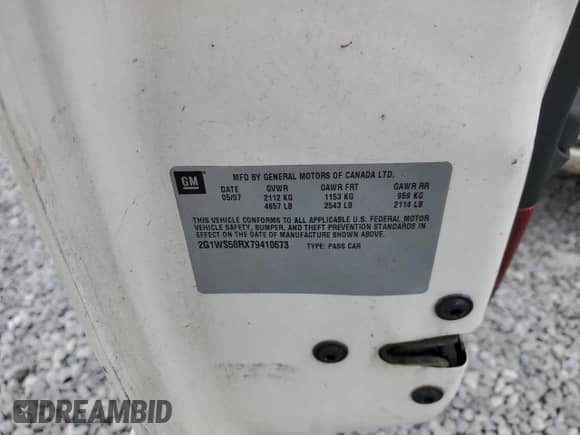 GM
MFD BY GENERAL MOTORS OF CANADA LTD.
DATE GVWR GAWR FRT GAWR RR
05/07 2112 KG 1153 KG 959 KG
4657 LB 2543 LB 2114 LB
THIS VEHICLE CONFORMS TO ALL APPLICABLE U.S. FEDERAL MOTOR
VEHICLE SAFETY, BUMPER, AND THEFT PREVENTION STANDARDS IN
EFFECT ON THE DATE OF MANUFACTURE SHOWN ABOVE.
2G1WS58RX79410673 TYPE: PASS CAR
DREAMBID